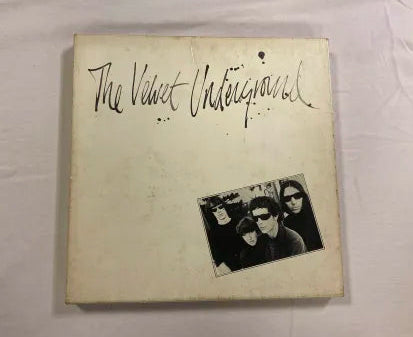 The Velvet Underground.